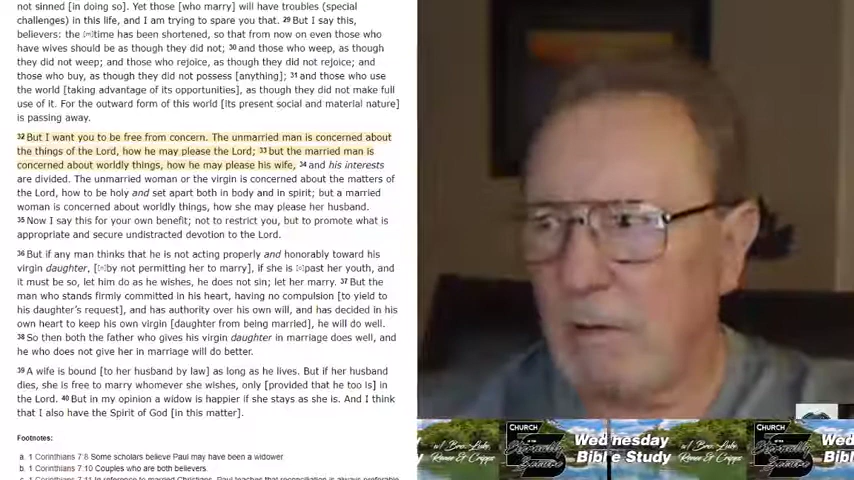 not sinned [in doing so]. Yet those [who marry] will have troubles (special
challenges) in this life, and I am trying to spare you that. 29 But I say this,
believers: the time has been shortened, so that from now on even those who
have wives should be as though they did not; 30 and those who weep, as though
they did not weep; and those who rejoice, as though they did not rejoice; and
those who buy, as though they did not possess [anything]; 31 and those who use
the world [taking advantage of its opportunities], as though they did not make full
use of it. For the outward form of this world [its present social and material nature]
is passing away.
32 But I want you to be free from concern. The unmarried man is concerned about
the things of the Lord, how he may please the Lord; 33 but the married man is
concerned about worldly things, how he may please his wife, 34 and his interests
are divided. The unmarried woman or the virgin is concerned about the matters of
the Lord, how to be holy and set apart both in body and in spirit; but a married
woman is concerned about worldly things, how she may please her husband.
35 Now I say this for your own benefit; not to restrict you, but to promote what is
appropriate and secure undistracted devotion to the Lord.
36 But if any man thinks that he is not acting properly and honorably toward his
virgin daughter, [by not permitting her to marry], if she is past her youth, and
it must be so, let him do as he wishes, he does not sin; let her marry. 37 But the
man who stands firmly committed in his heart, having no compulsion [to yield to
his daughter's request], and has authority over his own will, and has decided in his
own heart to keep his own virgin [daughter from being married], he will do well.
38 So then both the father who gives his virgin daughter in marriage does well, and
he who does not give her in marriage will do better.
39 A wife is bound [to her husband by law] as long as he lives. But if her husband
dies, she is free to marry whomever she wishes, only [provided that he too is] in
the Lord. 40 But in my opinion a widow is happier if she stays as she is. And I think
that I also have the Spirit of God [in this matter].
Footnotes:
a. 1 Corinthians 7:8 Some scholars believe Paul may have been a widower
b. 1 Corinthians 7:10 Couples who are both believers
w/ Bro. Luke
Renee & Cripps
CHURCH
OF THE
Eternally
Secure
Wednesday
Bible Study
w/ Bro. Luke
Renee & Cripps
CHURCH
OF THE
Eternally
Secure
Wed
Bibl